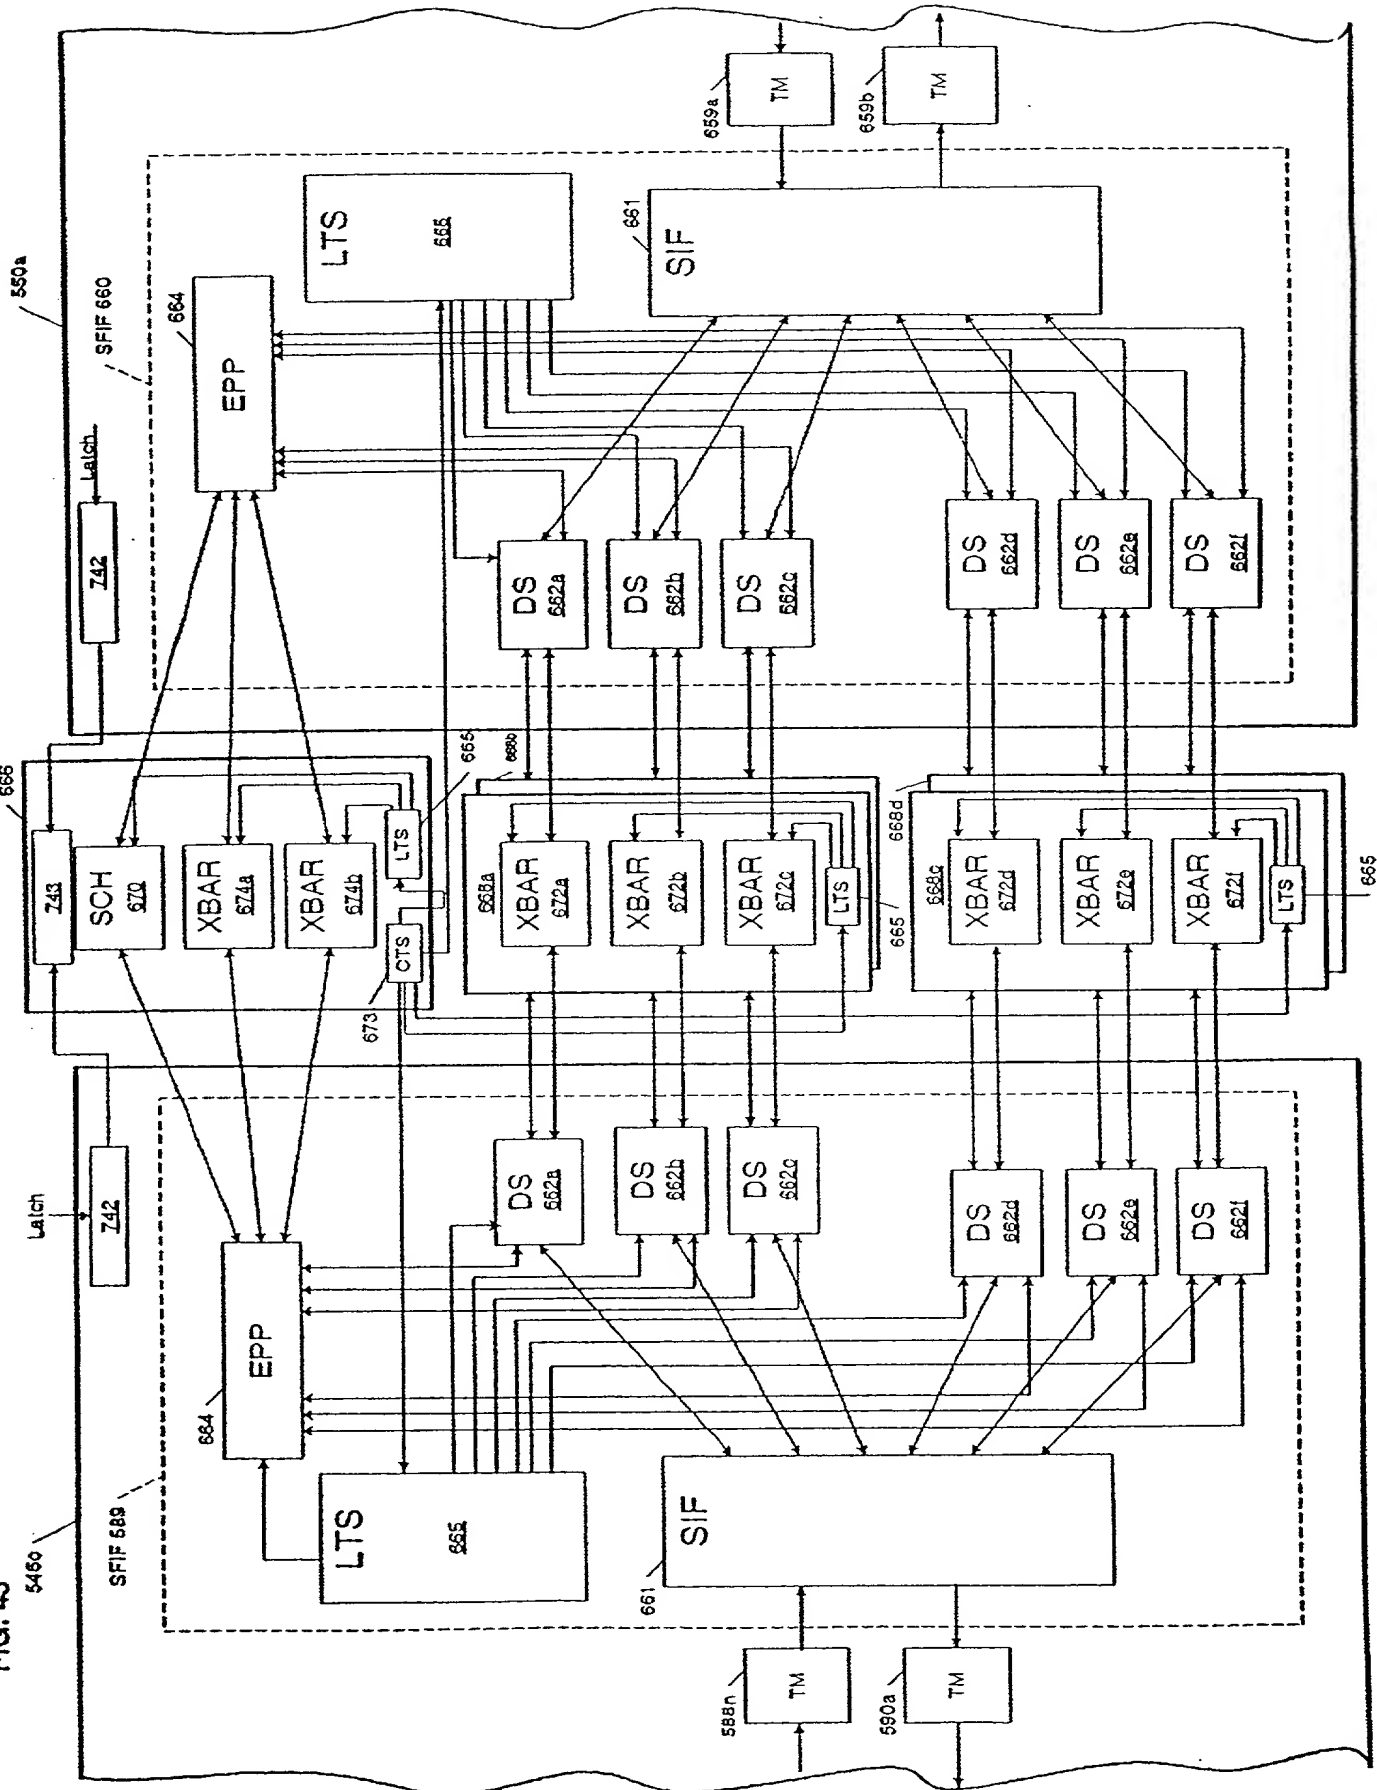 FIG. 43
5460
SFIF 589
Latch
742
664
EPP
LTS
665
661
SIF
588n
TM
590a
TM
DS
662a
DS
662b
DS
662c
DS
662d
DS
662e
DS
662f
666
743
SCH
670
XBAR
674a
XBAR
674b
673
CTS
LTS
665
668a
668b
XBAR
672a
XBAR
672b
XBAR
672c
LTS
665
668c
668d
XBAR
672d
XBAR
672e
XBAR
672f
LTS
665
550a
SFIF 660
Latch
742
664
EPP
LTS
665
661
SIF
659a
TM
659b
TM
DS
662a
DS
662b
DS
662c
DS
662d
DS
662e
DS
662f